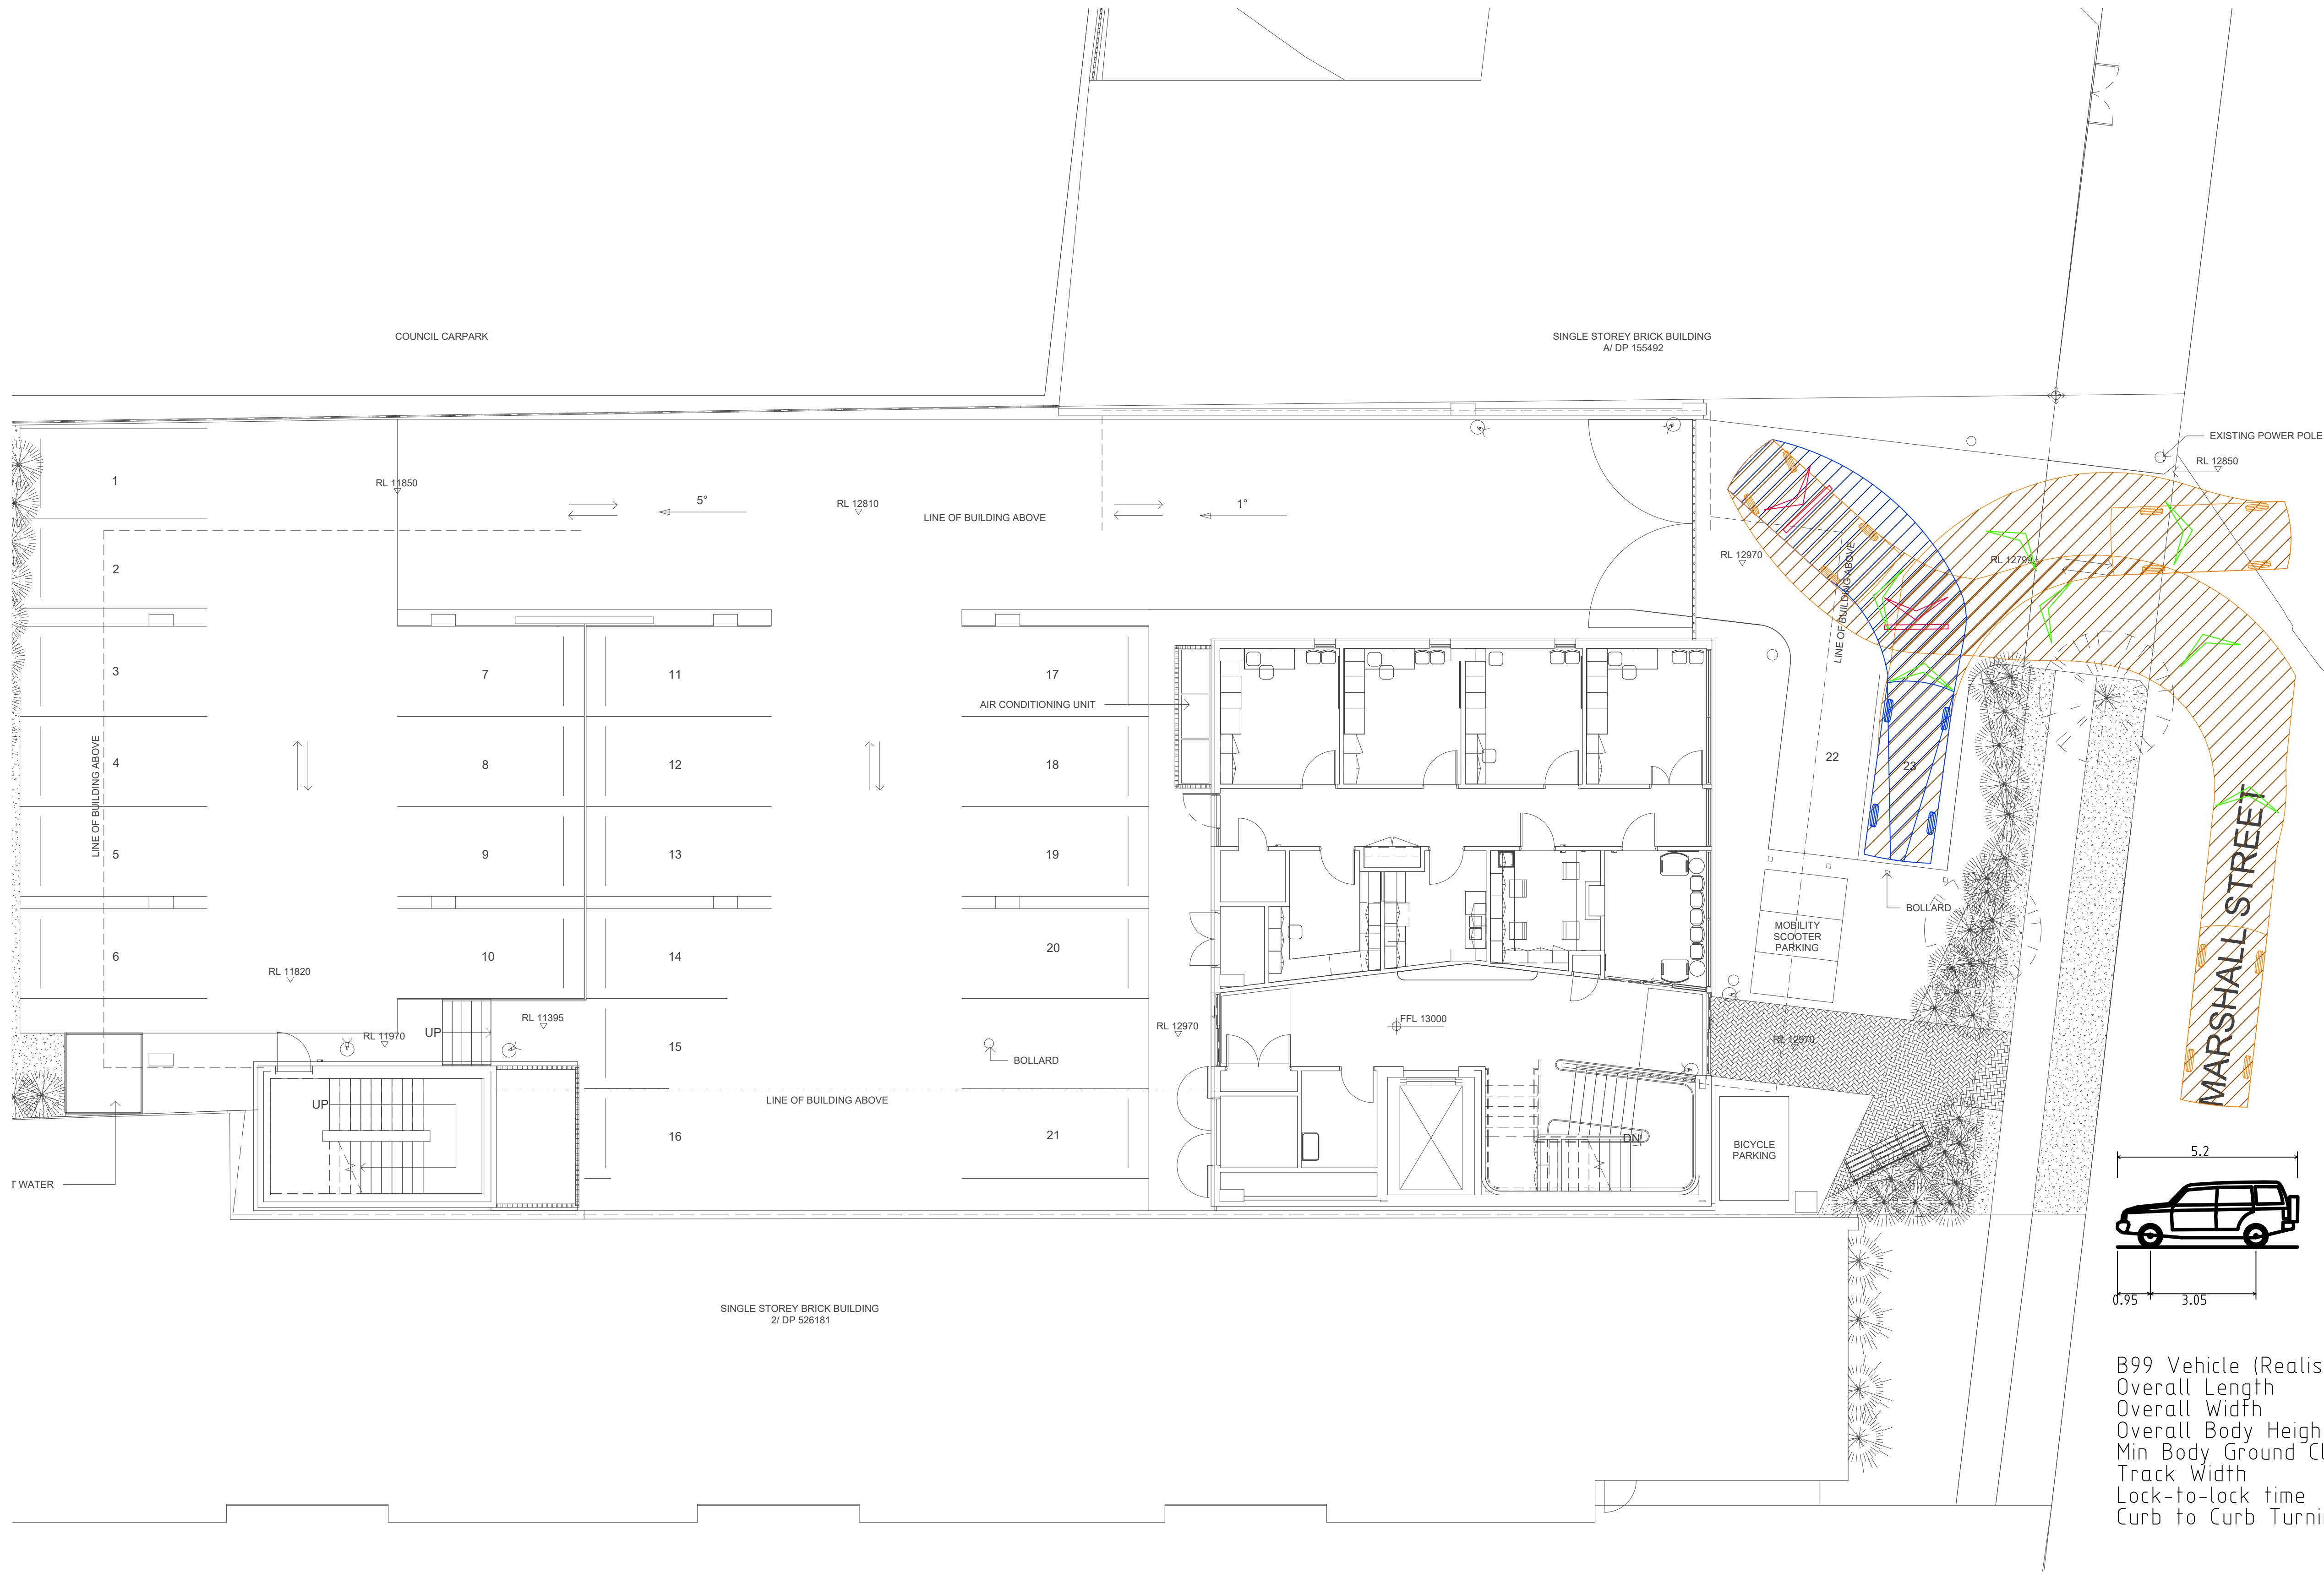 COUNCIL CARPARK
SINGLE STOREY BRICK BUILDING
A/ DP 155492
EXISTING POWER POLE
RL 12850
1
RL 11850
5°
RL 12810
LINE OF BUILDING ABOVE
1°
RL 12970
LINE OF BUILDING ABOVE
RL 12799
2
3
7
11
17
AIR CONDITIONING UNIT
LINE OF BUILDING ABOVE
4
8
12
18
22
23
5
9
13
19
MARSHALL STREET
BOLLARD
MOBILITY
SCOOTER
PARKING
6
10
14
20
RL 11820
RL 11970
UP
RL 11395
15
BOLLARD
RL 12970
FFL 13000
RL 12970
UP
LINE OF BUILDING ABOVE
16
21
DN
BICYCLE
PARKING
T WATER
5.2
0.95
3.05
SINGLE STOREY BRICK BUILDING
2/ DP 526181
B99 Vehicle (Realis
Overall Length
Overall Width
Overall Body Heigh
Min Body Ground Cl
Track Width
Lock-to-lock time
Curb to Curb Turni